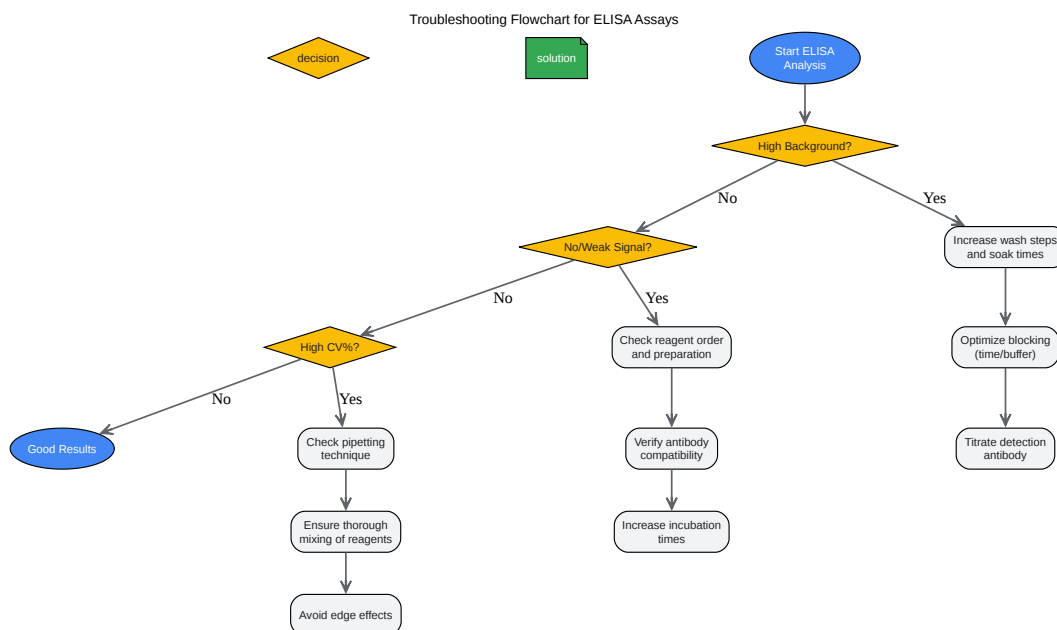 Troubleshooting Flowchart for ELISA Assays
decision
solution
Start ELISA
Analysis
High Background?
No
Yes
No/Weak Signal?
Increase wash steps
and soak times
No
Yes
High CV%?
Check reagent order
and preparation
Optimize blocking
(time/buffer)
No
Yes
Good Results
Check pipetting
technique
Verify antibody
compatibility
Titrate detection
antibody
Ensure thorough
mixing of reagents
Increase incubation
times
Avoid edge effects